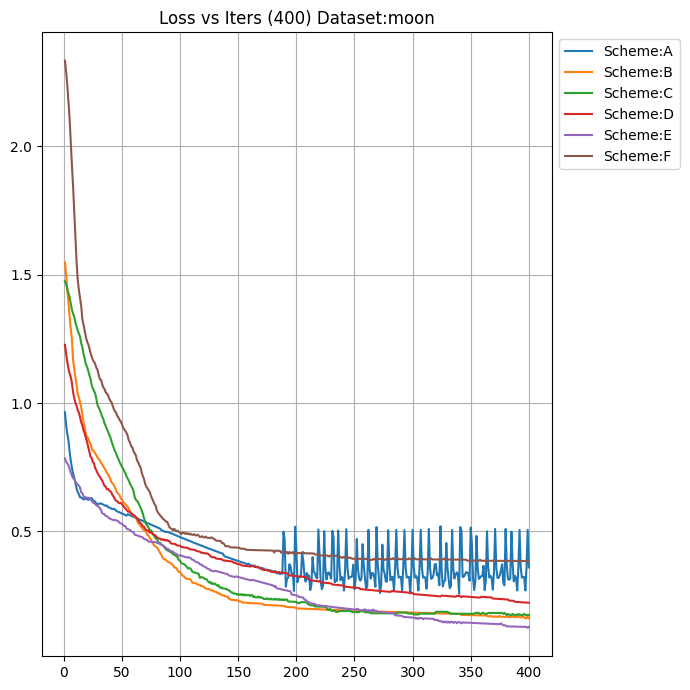 Loss vs Iters (400) Dataset:moon
Scheme:A
Scheme:B
Scheme:C
Scheme:D
Scheme:E
Scheme:F
2.0
1.5
1.0
0.5
0 50 100 150 200 250 300 350 400